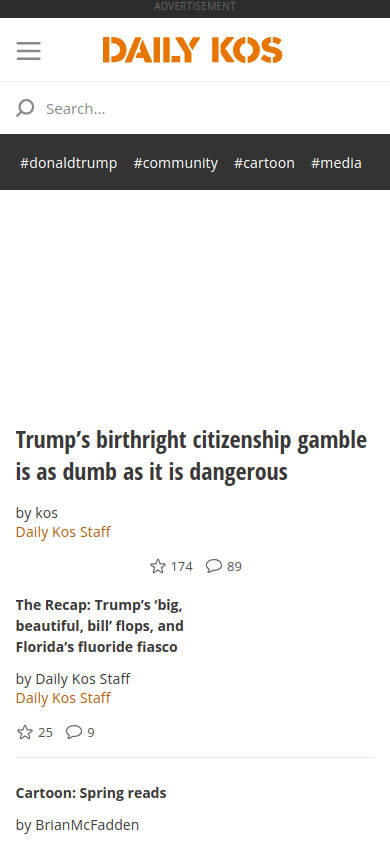 ADVERTISEMENT
DAILY KOS
Search...
#donaldtrump #community #cartoon #media
Trump’s birthright citizenship gamble
is as dumb as it is dangerous
by kos
Daily Kos Staff
174 89
The Recap: Trump’s ‘big,
beautiful, bill’ flops, and
Florida’s fluoride fiasco
by Daily Kos Staff
Daily Kos Staff
25 9
Cartoon: Spring reads
by BrianMcFadden